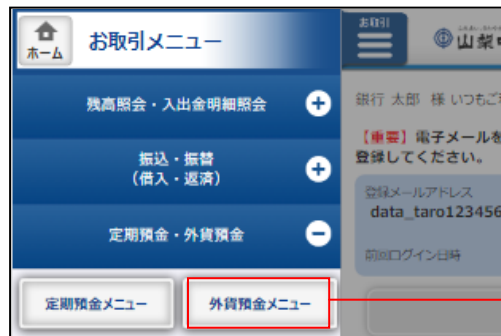 ホーム
お取引メニュー
残高照会・入出金明細照会
振込・振替
(借入・返済)
定期預金・外貨預金
定期預金メニュー
外貨預金メニュー
お取引
山梨
銀行 太郎 様 いつもご
【重要】電子メールを
登録してください。
登録メールアドレス
data_taro123456
前回ログイン日時